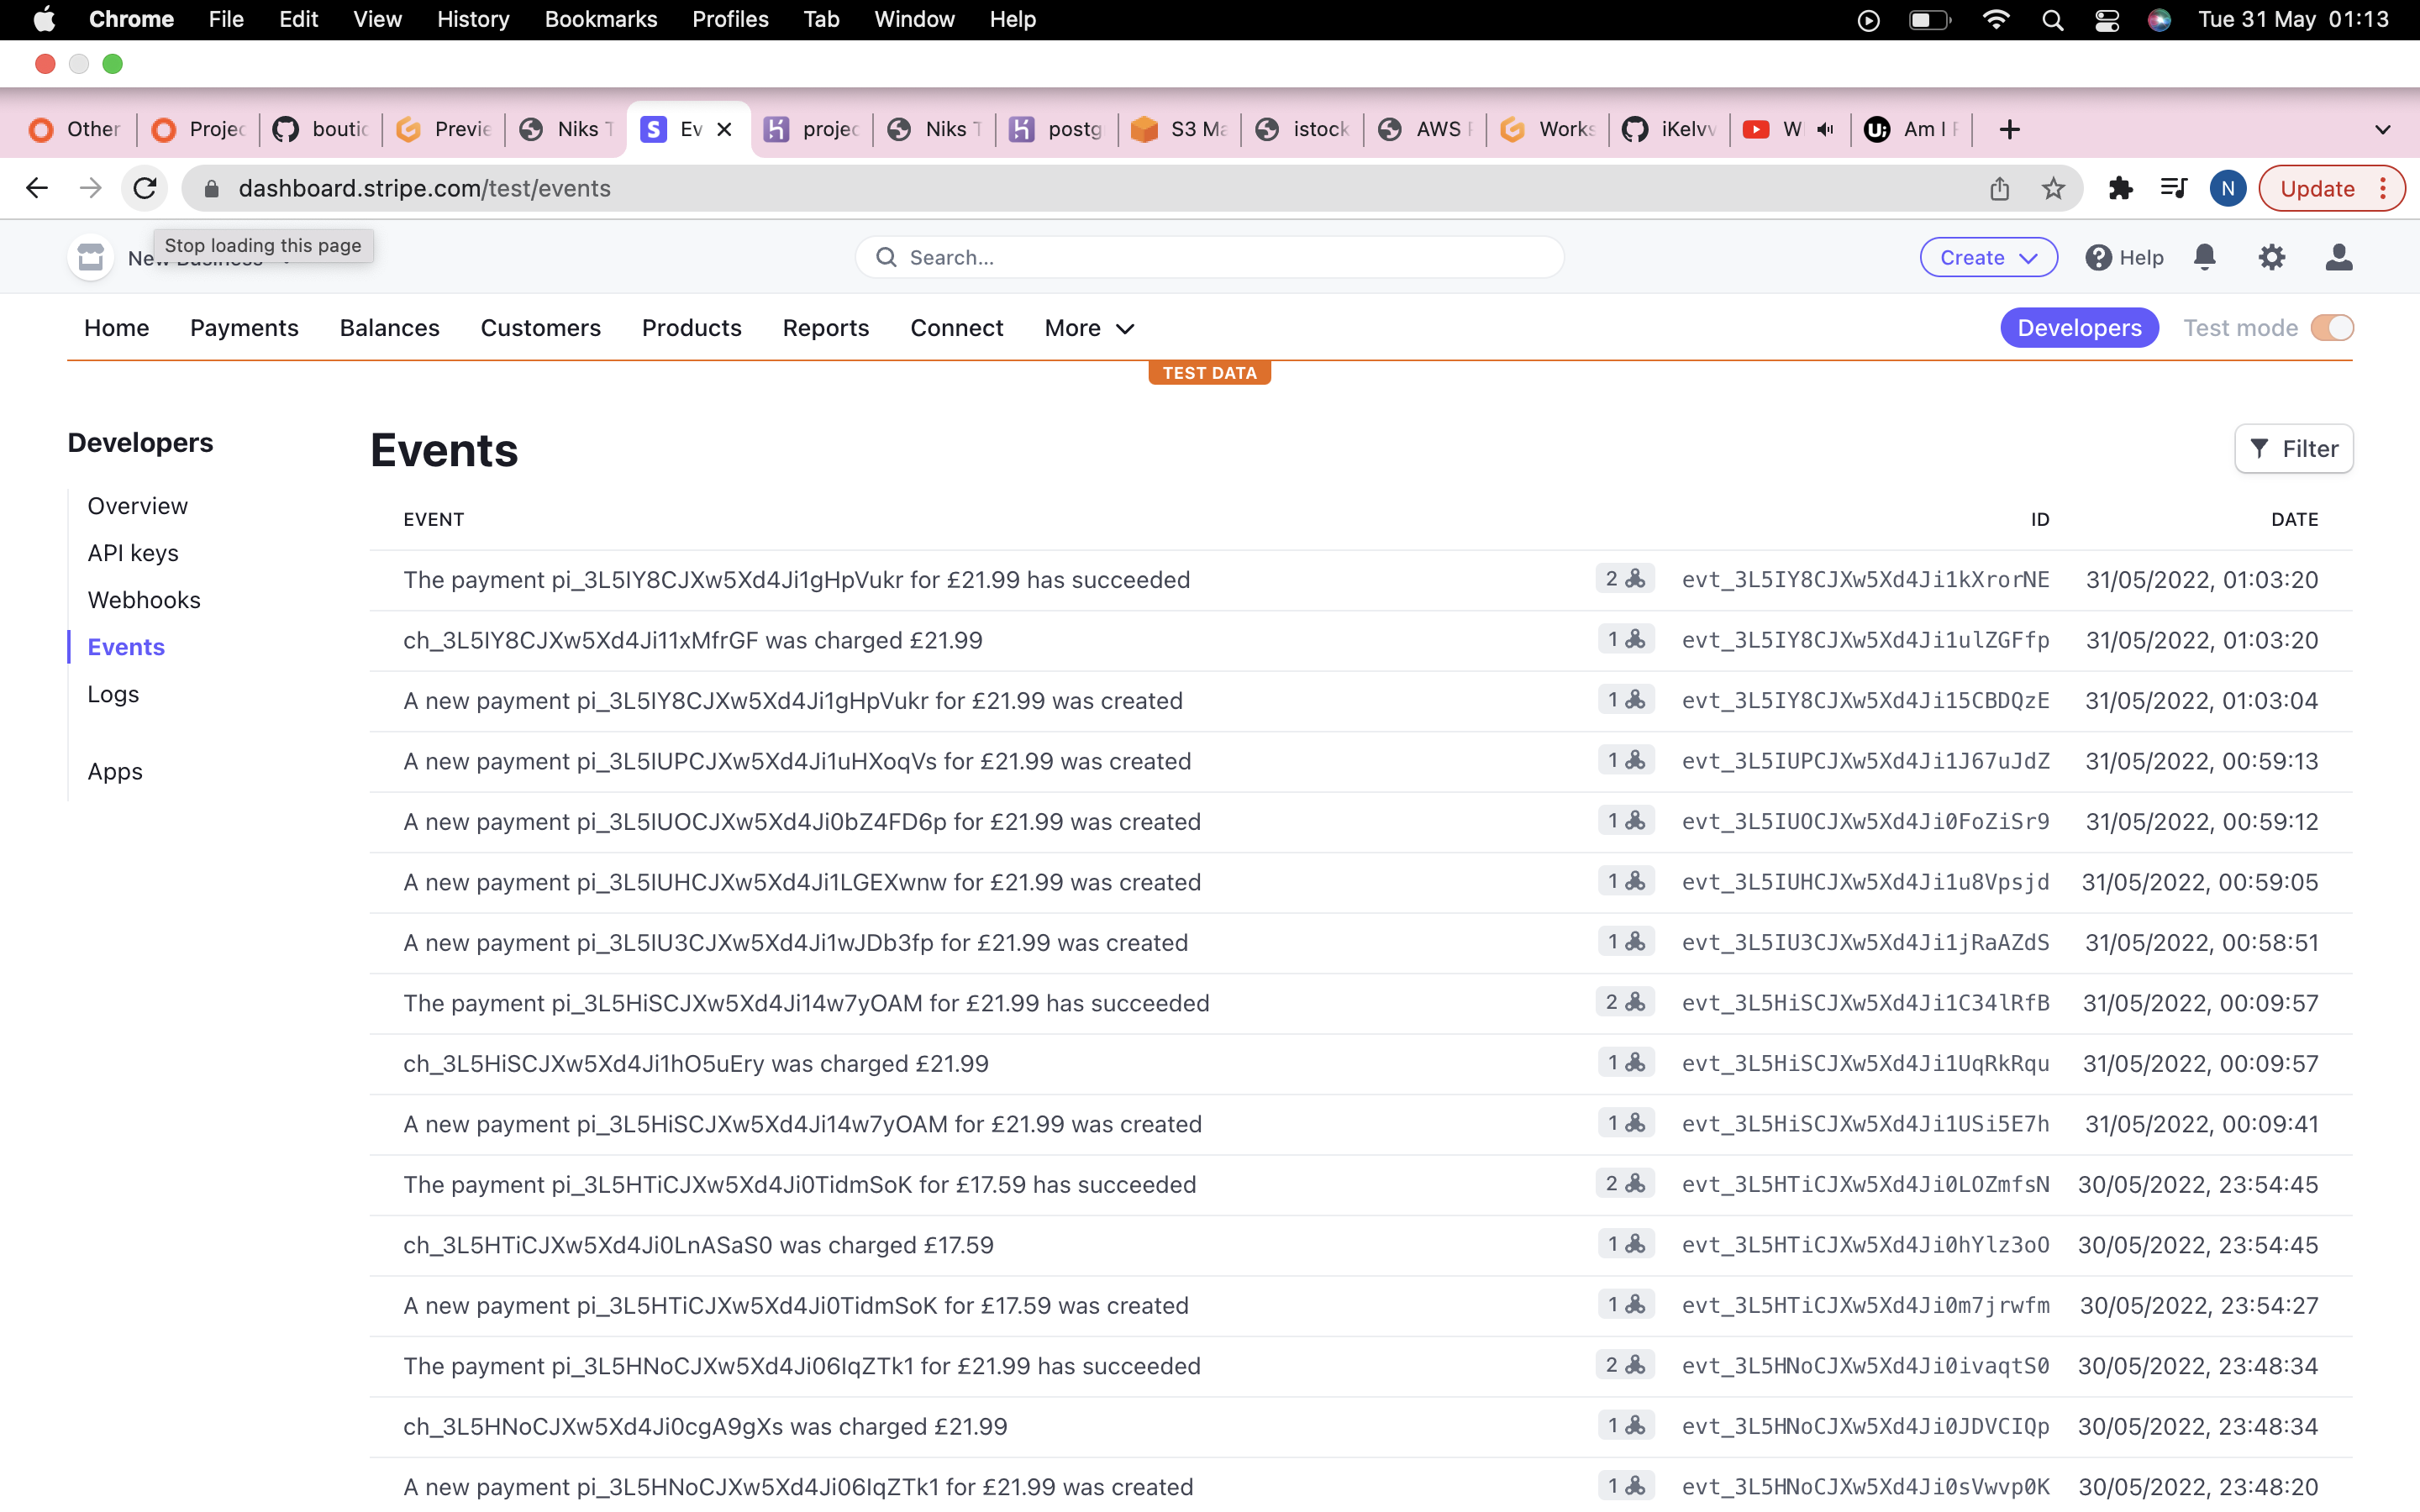 Chrome File Edit View History Bookmarks Profiles Tab Window Help Tue 31 May 01:13
Other Projec boutic Previe Niks T Ev projec Niks T postg S3 Ma istock AWS Works iKelvv W Am I
dashboard.stripe.com/test/events Update
N
Stop loading this page
Search...
Create Help
Home Payments Balances Customers Products Reports Connect More Developers Test mode
TEST DATA
Developers
Overview
API keys
Webhooks
Events
Logs
Apps
Events
Filter
EVENT ID DATE
The payment pi_3L5IY8CJXw5Xd4Ji1gHpVukr for £21.99 has succeeded 2 evt_3L5IY8CJXw5Xd4Ji1kXrorNE 31/05/2022, 01:03:20
ch_3L5IY8CJXw5Xd4Ji11xMfrGF was charged £21.99 1 evt_3L5IY8CJXw5Xd4Ji1ulZGFfp 31/05/2022, 01:03:20
A new payment pi_3L5IY8CJXw5Xd4Ji1gHpVukr for £21.99 was created 1 evt_3L5IY8CJXw5Xd4Ji15CBDQzE 31/05/2022, 01:03:04
A new payment pi_3L5IUPCJXw5Xd4Ji1uHXoqVs for £21.99 was created 1 evt_3L5IUPCJXw5Xd4Ji1J67uJdZ 31/05/2022, 00:59:13
A new payment pi_3L5IUOCJXw5Xd4Ji0bZ4FD6p for £21.99 was created 1 evt_3L5IUOCJXw5Xd4Ji0FoZiSr9 31/05/2022, 00:59:12
A new payment pi_3L5IUHCJXw5Xd4Ji1LGEXwnw for £21.99 was created 1 evt_3L5IUHCJXw5Xd4Ji1u8Vpsjd 31/05/2022, 00:59:05
A new payment pi_3L5IU3CJXw5Xd4Ji1wJDb3fp for £21.99 was created 1 evt_3L5IU3CJXw5Xd4Ji1jRaAZdS 31/05/2022, 00:58:51
The payment pi_3L5HiSCJXw5Xd4Ji14w7yOAM for £21.99 has succeeded 2 evt_3L5HiSCJXw5Xd4Ji1C34lRfB 31/05/2022, 00:09:57
ch_3L5HiSCJXw5Xd4Ji1hO5uEry was charged £21.99 1 evt_3L5HiSCJXw5Xd4Ji1UqRkRqu 31/05/2022, 00:09:57
A new payment pi_3L5HiSCJXw5Xd4Ji14w7yOAM for £21.99 was created 1 evt_3L5HiSCJXw5Xd4Ji1USi5E7h 31/05/2022, 00:09:41
The payment pi_3L5HTiCJXw5Xd4Ji0TidmSoK for £17.59 has succeeded 2 evt_3L5HTiCJXw5Xd4Ji0LOZmfsN 30/05/2022, 23:54:45
ch_3L5HTiCJXw5Xd4Ji0LnASaS0 was charged £17.59 1 evt_3L5HTiCJXw5Xd4Ji0hYlz3oO 30/05/2022, 23:54:45
A new payment pi_3L5HTiCJXw5Xd4Ji0TidmSoK for £17.59 was created 1 evt_3L5HTiCJXw5Xd4Ji0m7jrwfm 30/05/2022, 23:54:27
The payment pi_3L5HNoCJXw5Xd4Ji06IqZTk1 for £21.99 has succeeded 2 evt_3L5HNoCJXw5Xd4Ji0ivaqtS0 30/05/2022, 23:48:34
ch_3L5HNoCJXw5Xd4Ji0cgA9gXs was charged £21.99 1 evt_3L5HNoCJXw5Xd4Ji0JDVCIQp 30/05/2022, 23:48:34
A new payment pi_3L5HNoCJXw5Xd4Ji06IqZTk1 for £21.99 was created 1 evt_3L5HNoCJXw5Xd4Ji0sVwvp0K 30/05/2022, 23:48:20